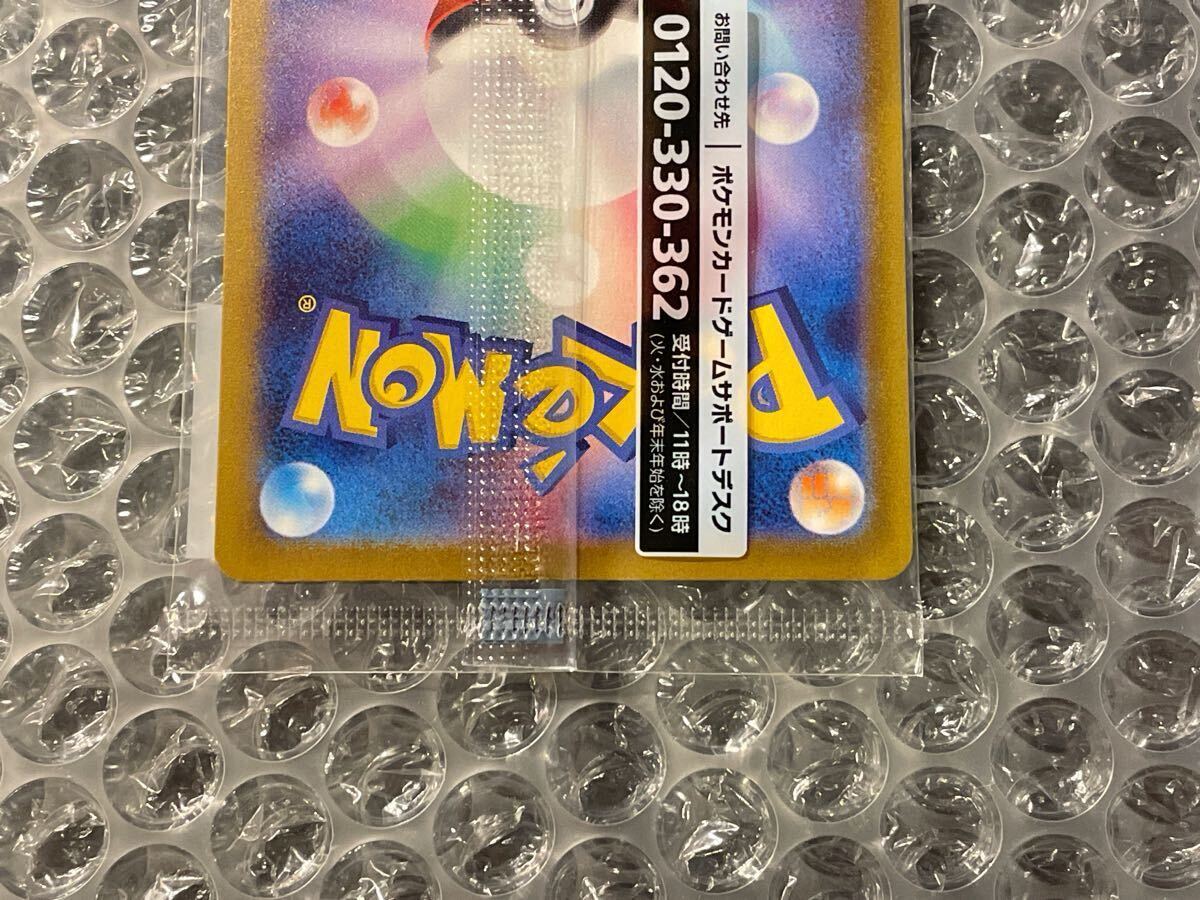 お問い合わせ先 | ポケモンカードゲームサポートデスク
0120-330-362 受付時間／11時～18時
(火・水および年末年始を除く)
POKéMON
®